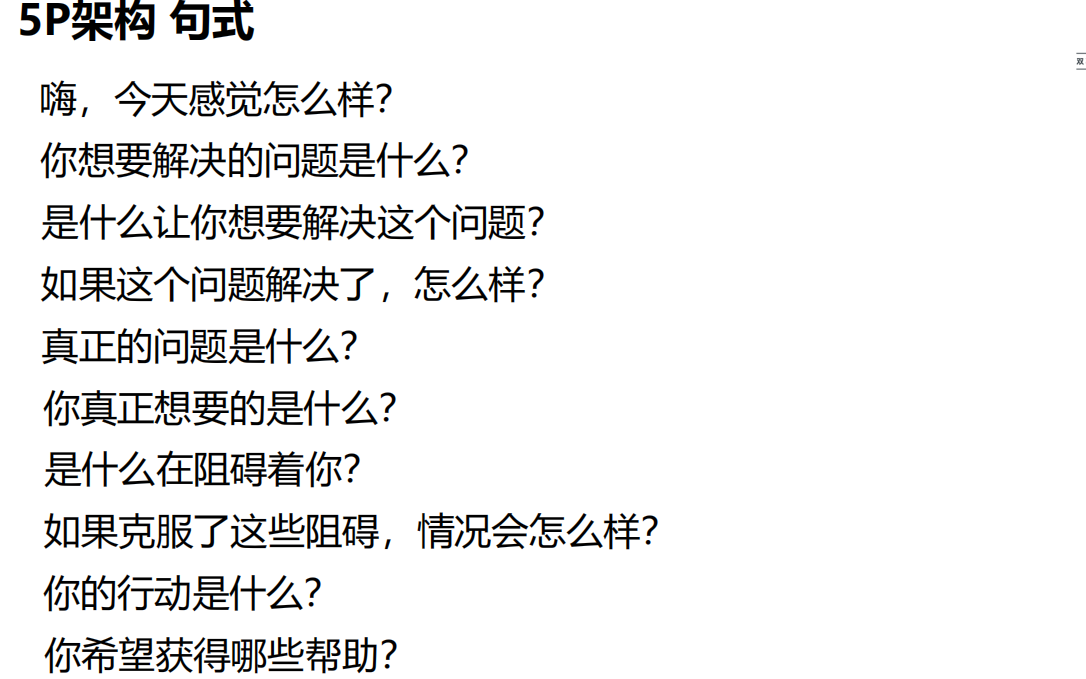 5P架构 句式
双
嗨，今天感觉怎么样？
你想要解决的问题是什么？
是什么让你想要解决这个问题？
如果这个问题解决了，怎么样？
真正的问题是什么？
你真正想要的是什么？
是什么在阻碍着你？
如果克服了这些阻碍，情况会怎么样？
你的行动是什么？
你希望获得哪些帮助？